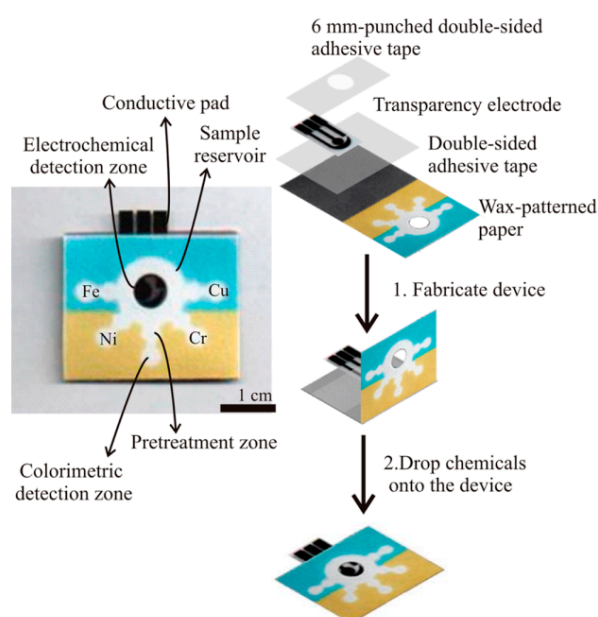 6 mm-punched double-sided
adhesive tape
Conductive pad
Transparency electrode
Electrochemical
detection zone
Sample
reservoir
Double-sided
adhesive tape
Wax-patterned
paper
Fe
Cu
1. Fabricate device
Ni
Cr
1 cm
Pretreatment zone
Colorimetric
detection zone
2.Drop chemicals
onto the device